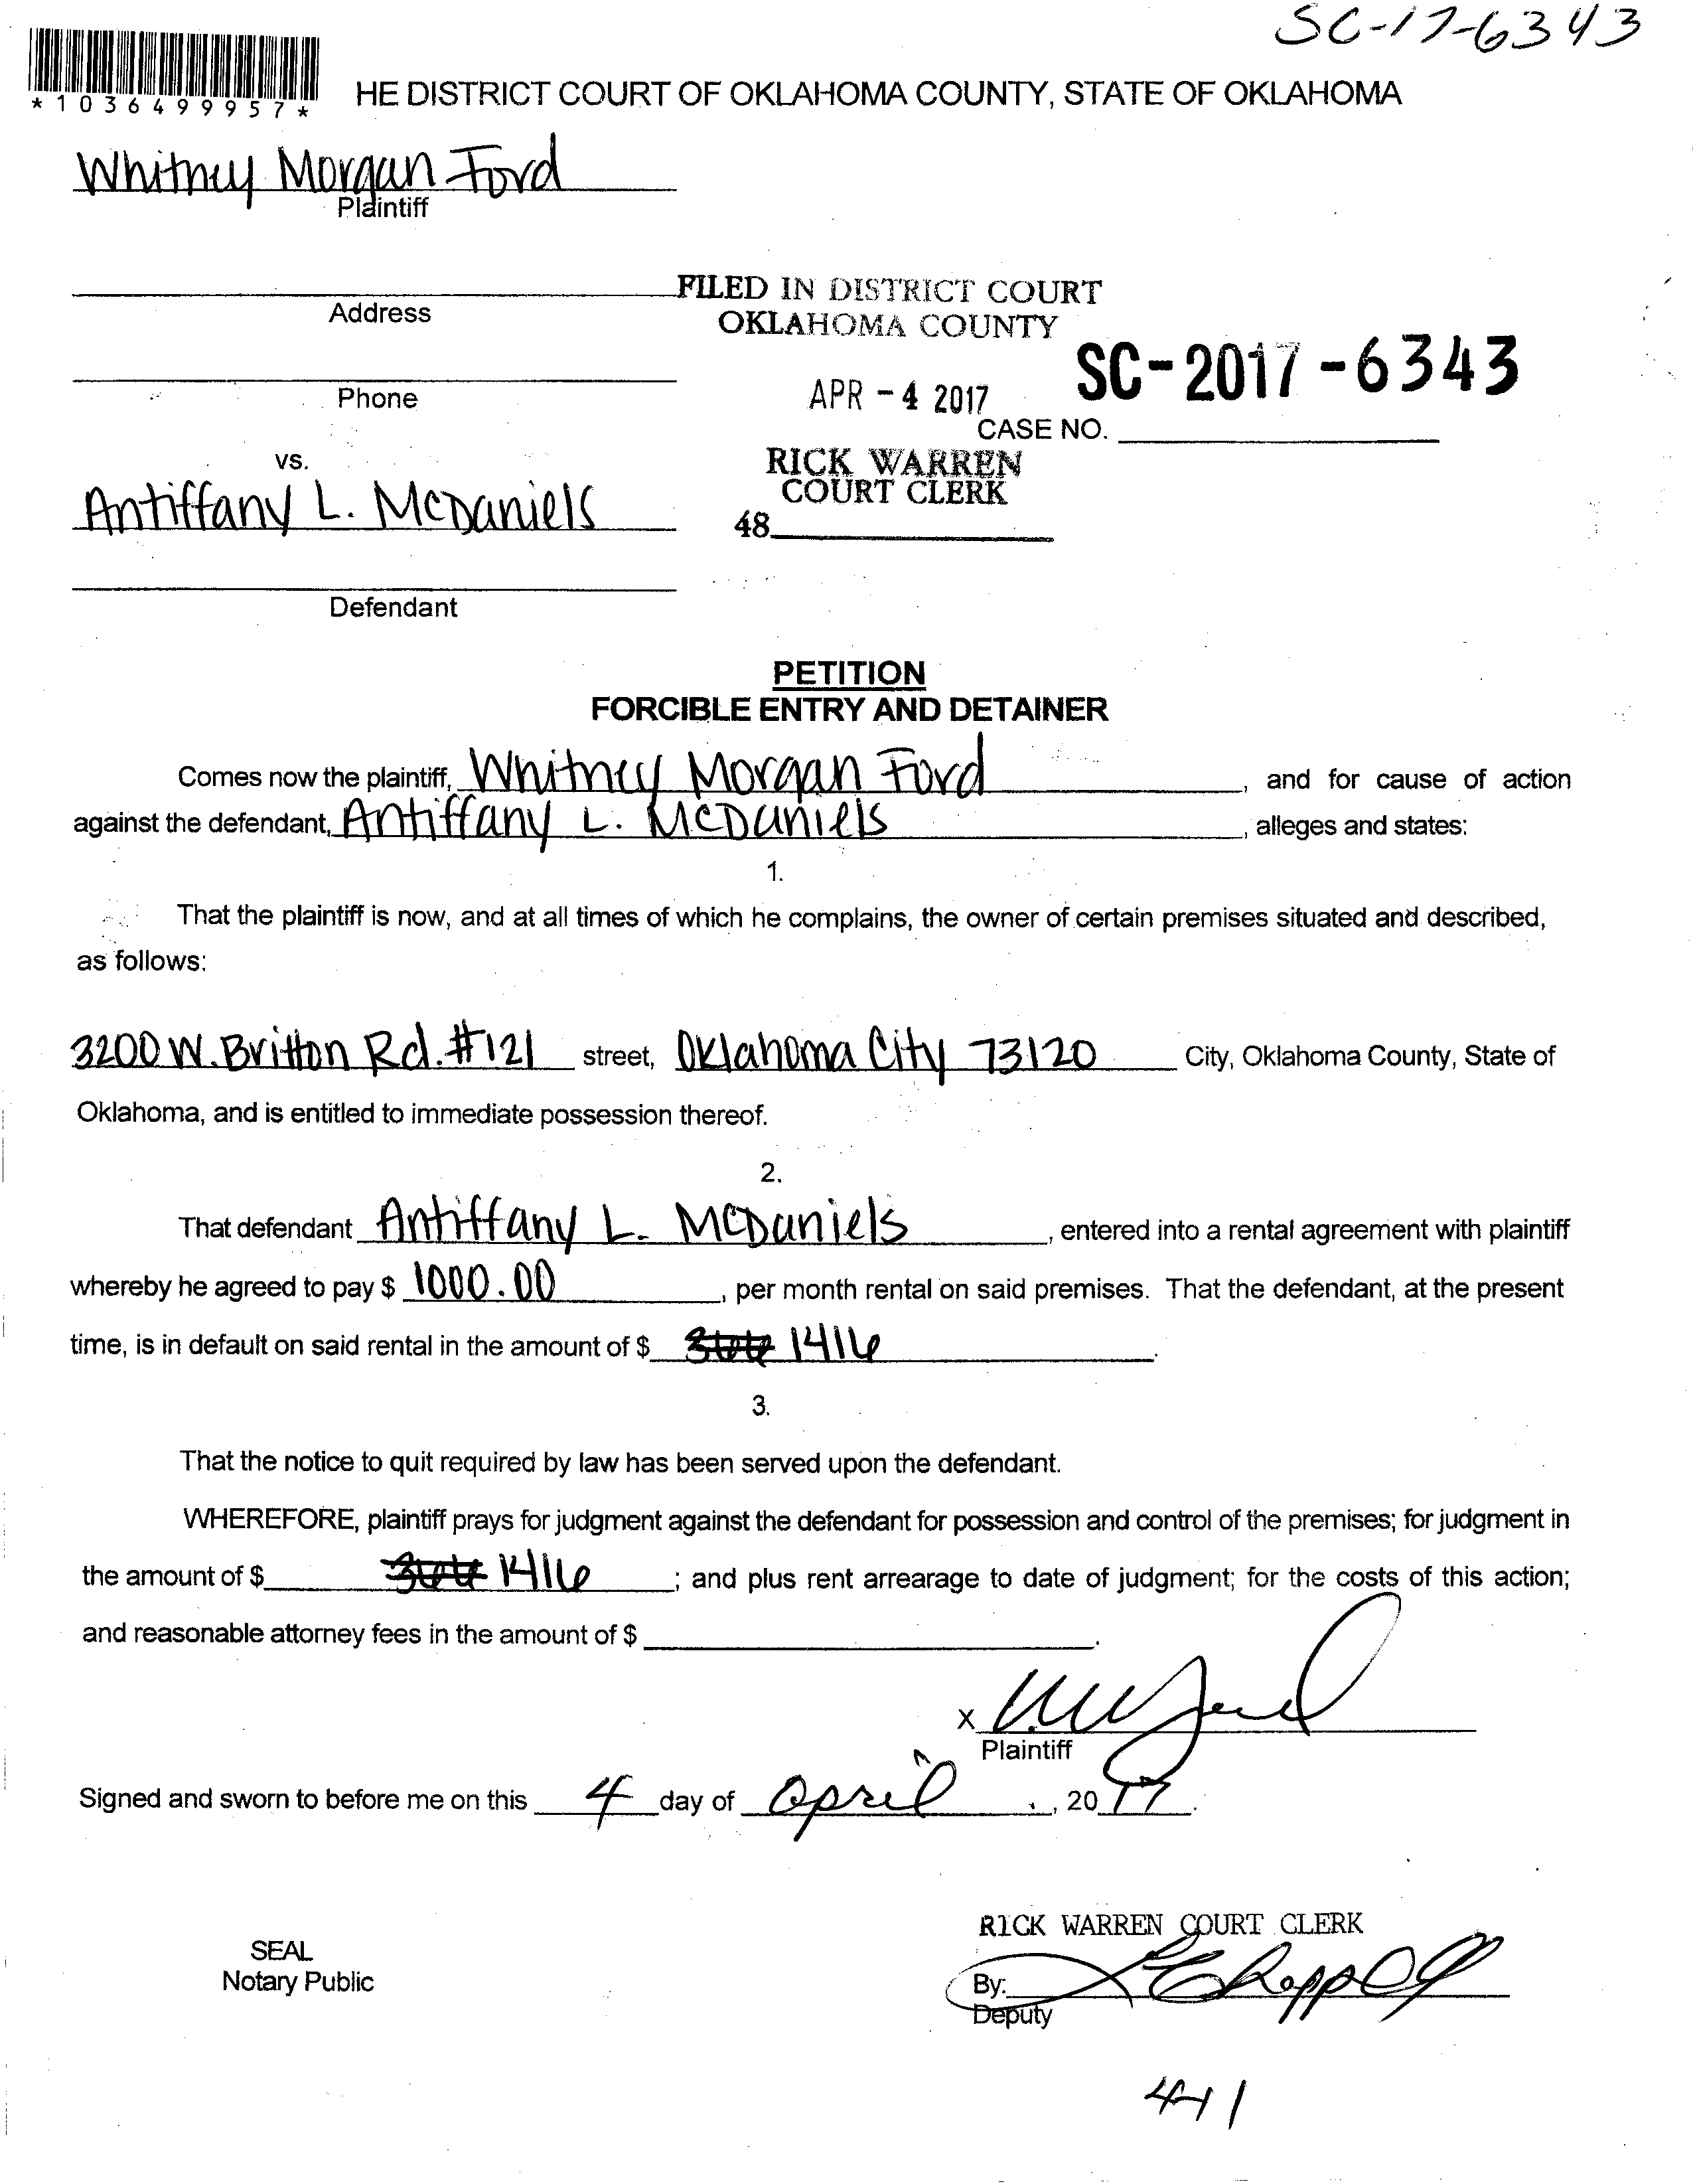 SC-17-6343
*1036499957*
HE DISTRICT COURT OF OKLAHOMA COUNTY, STATE OF OKLAHOMA
Whitney Morgan Ford
Plaintiff
FILED IN DISTRICT COURT
Address
OKLAHOMA COUNTY
SC-2017-6343
APR - 4 2017
Phone
CASE NO.
vs.
RICK WARREN
COURT CLERK
Antiffany L. McDaniels
48
Defendant
PETITION
FORCIBLE ENTRY AND DETAINER
Comes now the plaintiff, Whitney Morgan Ford, and for cause of action
against the defendant, Antiffany L. McDaniels, alleges and states:
1.
That the plaintiff is now, and at all times of which he complains, the owner of certain premises situated and described,
as follows:
3200 W. Britton Rd. #121 street, Oklahoma City 73120 City, Oklahoma County, State of
Oklahoma, and is entitled to immediate possession thereof.
2.
That defendant Antiffany L. McDaniels, entered into a rental agreement with plaintiff
whereby he agreed to pay $ 1000.00, per month rental on said premises. That the defendant, at the present
time, is in default on said rental in the amount of $ 1416.
3.
That the notice to quit required by law has been served upon the defendant.
WHEREFORE, plaintiff prays for judgment against the defendant for possession and control of the premises; for judgment in
the amount of $ 1416; and plus rent arrearage to date of judgment; for the costs of this action;
and reasonable attorney fees in the amount of $.
X
Plaintiff
Signed and sworn to before me on this 4 day of April, 2017.
RICK WARREN COURT CLERK
SEAL
Notary Public
By:
Deputy